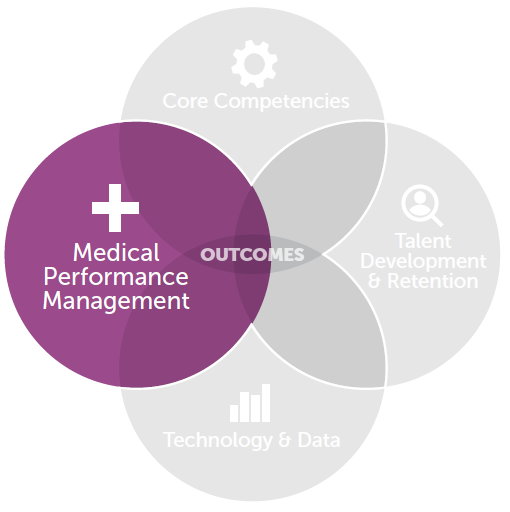 Core Competencies
Medical
Performance
Management
OUTCOMES
Talent
Development
& Retention
Technology & Data